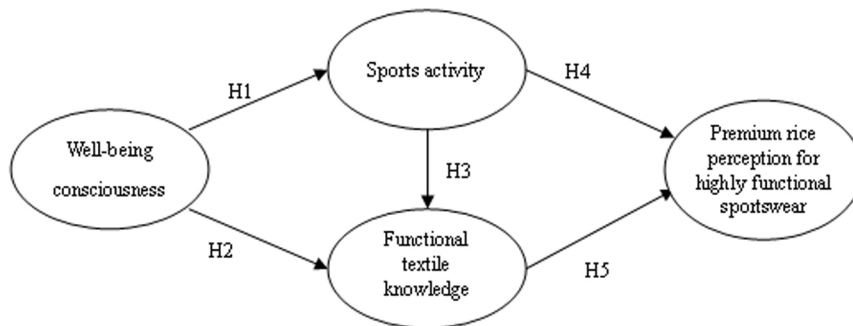 Sports activity
H1
H4
Well-being
consciousness
Premium rice
perception for
highly functional
sportswear
H3
H2
Functional
textile
knowledge
H5